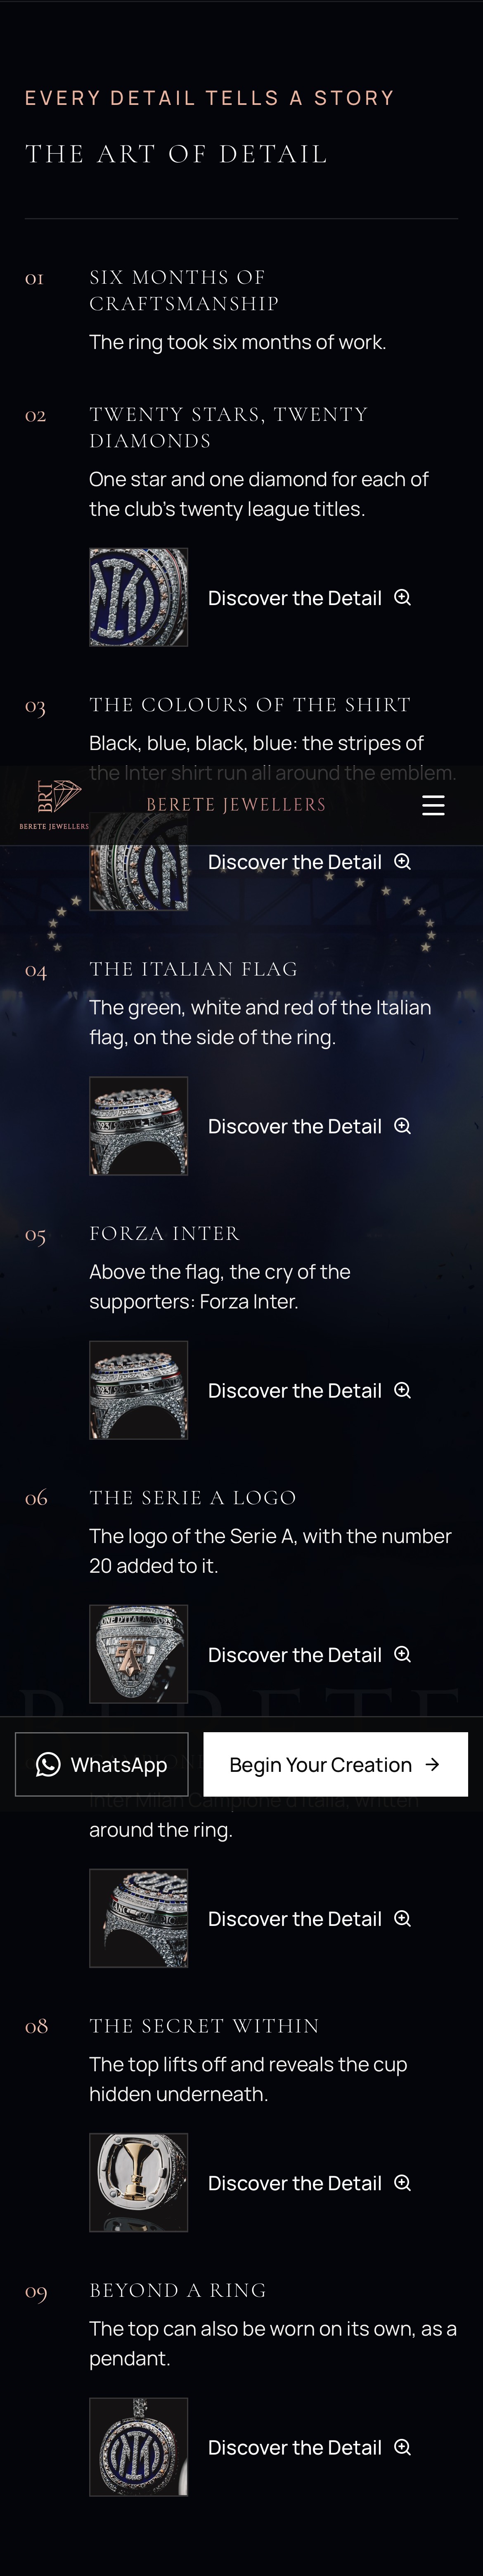 EVERY DETAIL TELLS A STORY
THE ART OF DETAIL
01
SIX MONTHS OF
CRAFTSMANSHIP
The ring took six months of work.
02
TWENTY STARS, TWENTY
DIAMONDS
One star and one diamond for each of
the club's twenty league titles.
Discover the Detail
03
THE COLOURS OF THE SHIRT
Black, blue, black, blue: the stripes of
the Inter shirt run all around the emblem.
BRT
BERETE JEWELLERS
BERETE JEWELLERS
Discover the Detail
04
THE ITALIAN FLAG
The green, white and red of the Italian
flag, on the side of the ring.
Discover the Detail
05
FORZA INTER
Above the flag, the cry of the
supporters: Forza Inter.
Discover the Detail
06
THE SERIE A LOGO
The logo of the Serie A, with the number
20 added to it.
Discover the Detail
BERETE
WhatsApp
Begin Your Creation
Inter Milan Campione d'Italia, written
around the ring.
Discover the Detail
08
THE SECRET WITHIN
The top lifts off and reveals the cup
hidden underneath.
Discover the Detail
09
BEYOND A RING
The top can also be worn on its own, as a
pendant.
Discover the Detail